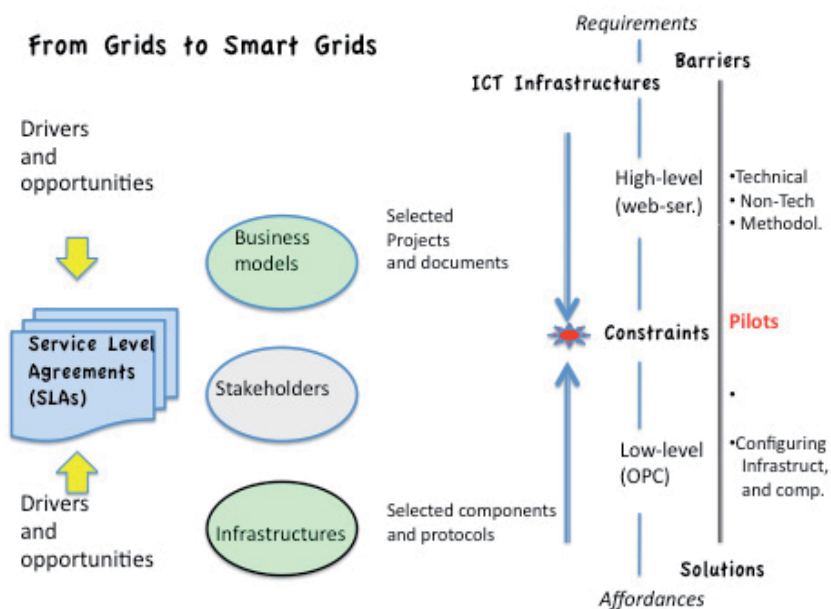 From Grids to Smart Grids
Drivers
and
opportunities
Service Level
Agreements
(SLAs)
Drivers
and
opportunities
Business
models
Stakeholders
Infrastructures
Selected
Projects
and documents
Selected components
and protocols
Requirements
ICT Infrastructures
High-level
(web-ser.)
Constraints
Low-level
(OPC)
Affordances
Barriers
•Technical
• Non-Tech
• Methodol.
Pilots
•
•Configuring
Infrastruct,
and comp.
Solutions